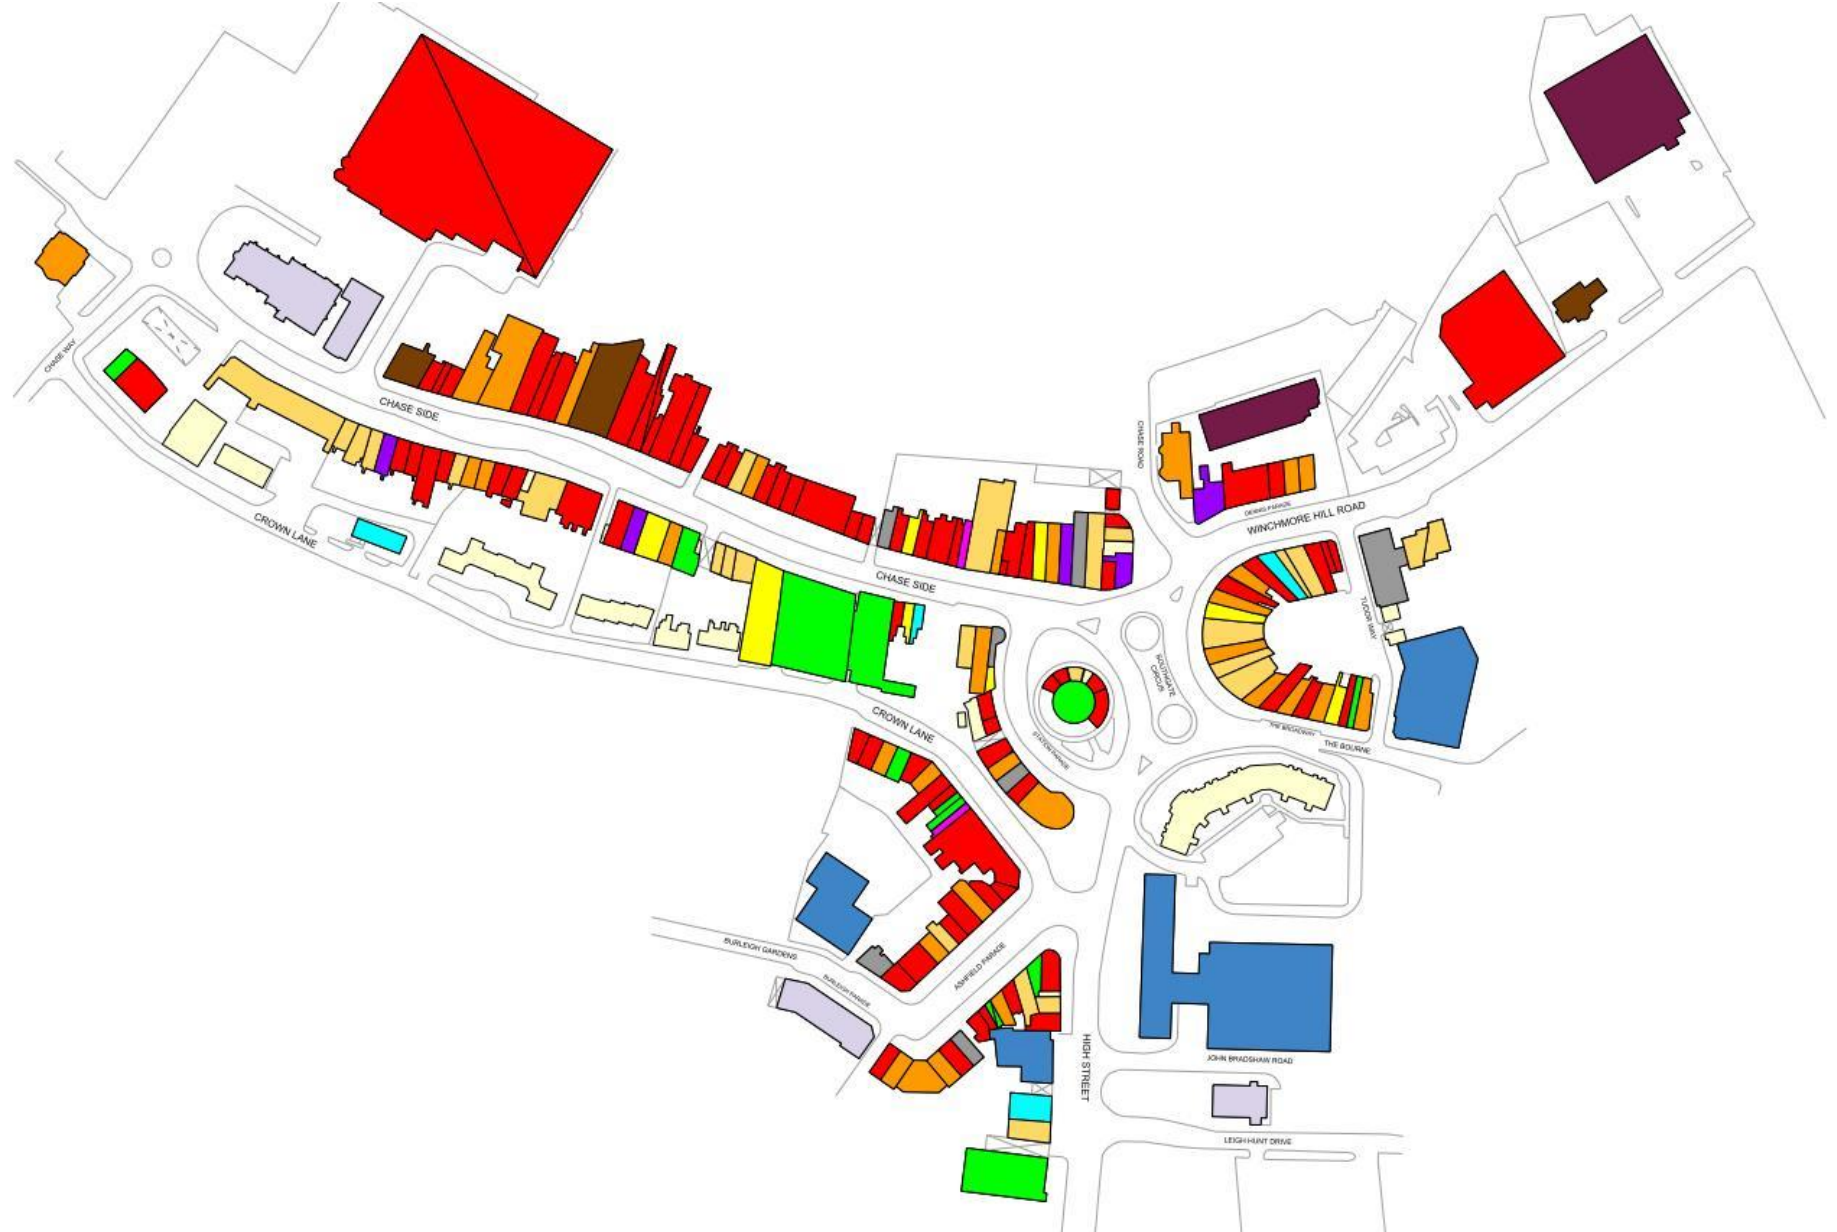 CHASE WAY
CHASE SIDE
CROWN LANE
CHASE SIDE
CHASE ROAD
DENNIS PARADE
WINCHMORE HILL ROAD
TUDOR WAY
SOUTHGATE
CIRCUS
STATION PARADE
THE BROADWAY
THE BOURNE
CROWN LANE
BURLEIGH GARDENS
BURLEIGH PARADE
ASHFIELD PARADE
HIGH STREET
JOHN BRADSHAW ROAD
LEIGH HUNT DRIVE